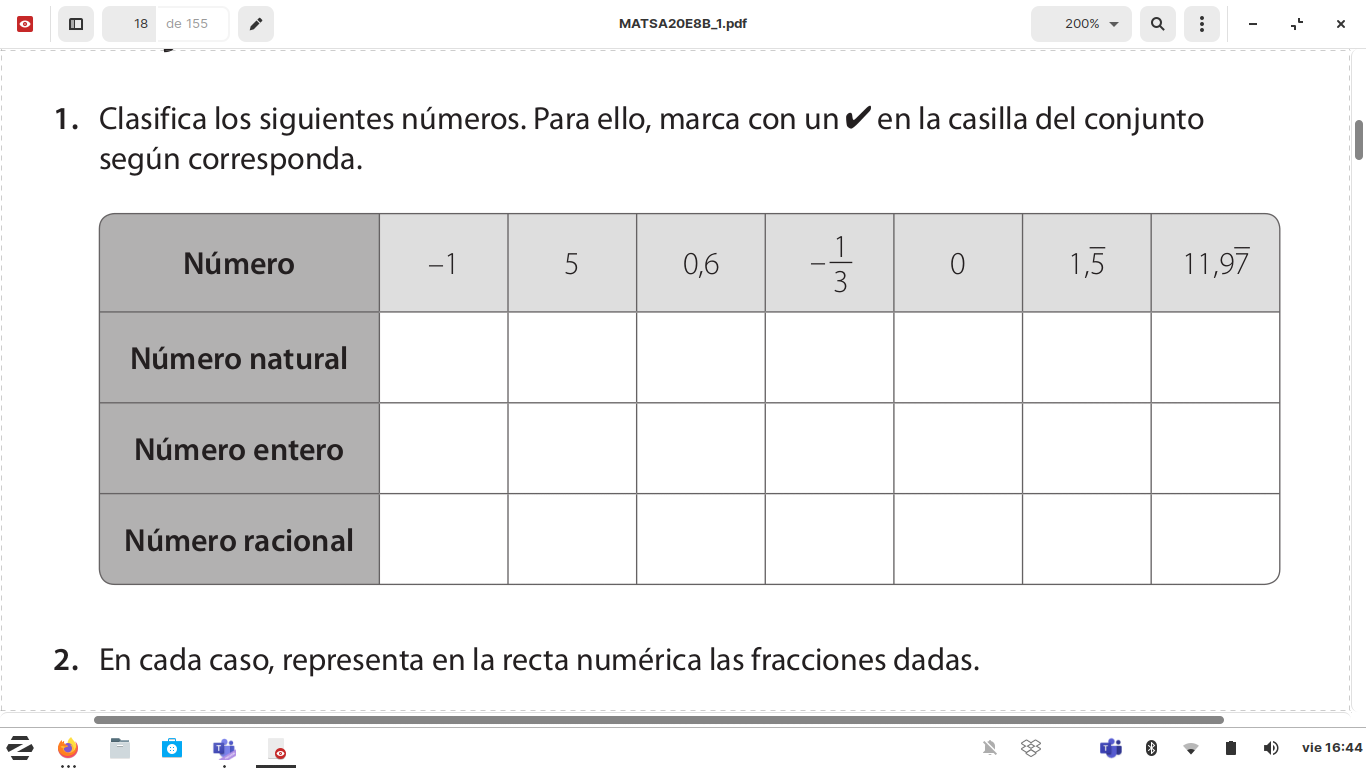 18 de 155
MATSA20E8B_1.pdf
200%
1. Clasifica los siguientes números. Para ello, marca con un ✔ en la casilla del conjunto
según corresponda.
Número –1 5 0,6 –1/3 0 1,5̅ 11,97̅
Número natural
Número entero
Número racional
2. En cada caso, representa en la recta numérica las fracciones dadas.
vie 16:44